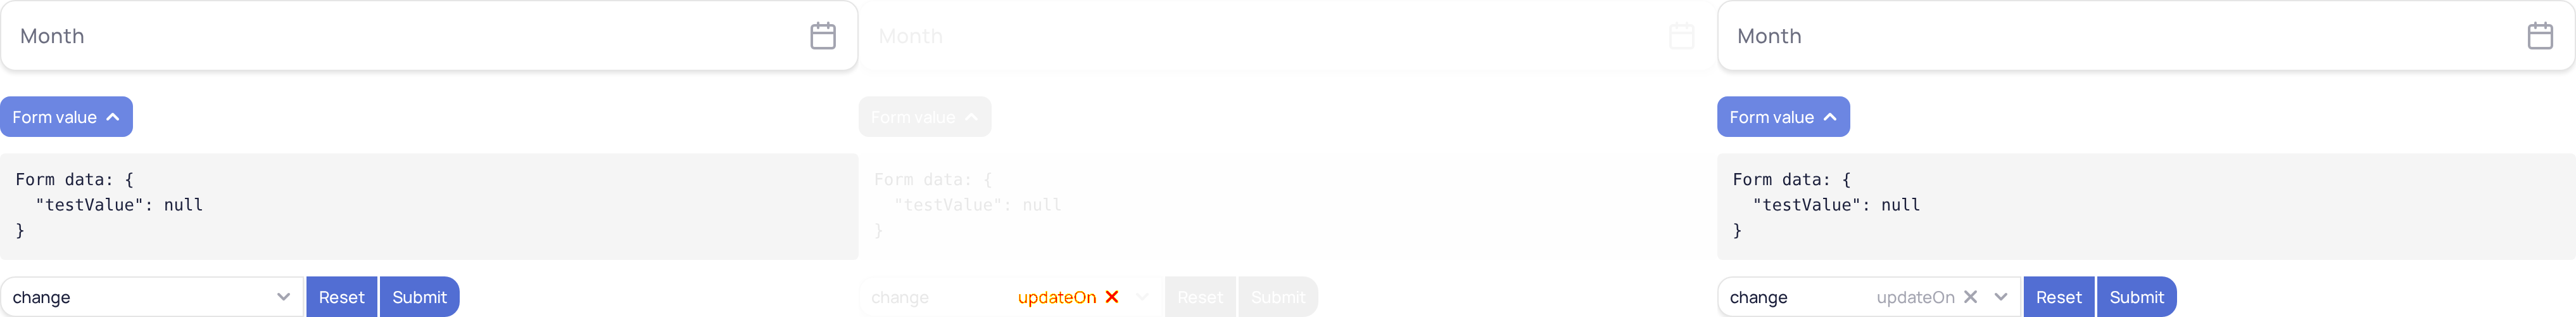 Month
Form value
Form data: {
  "testValue": null
}
change Reset Submit
Month
Form value
Form data: {
  "testValue": null
}
change updateOn Reset Submit
Month
Form value
Form data: {
  "testValue": null
}
change updateOn Reset Submit